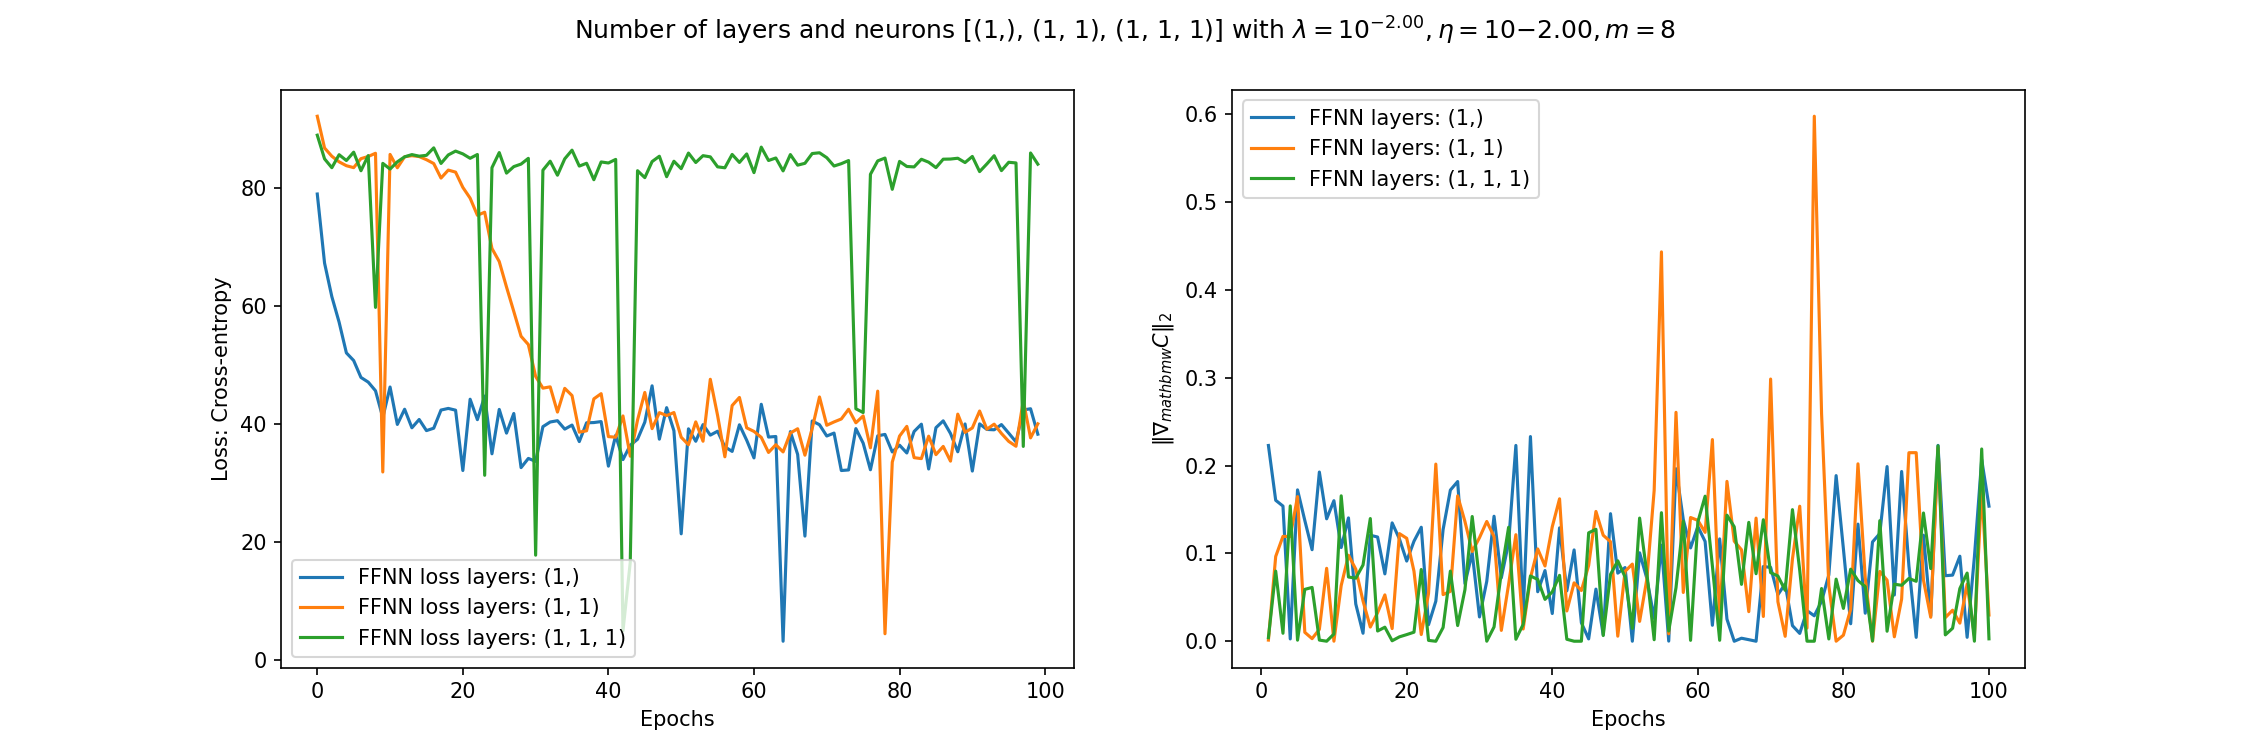 Number of layers and neurons [(1,), (1, 1), (1, 1, 1)] with λ = 10^{−2.00}, η = 10−2.00, m = 8
Loss: Cross-entropy
80
60
40
20
0
FFNN loss layers: (1,)
FFNN loss layers: (1, 1)
FFNN loss layers: (1, 1, 1)
0 20 40 60 80 100
Epochs
‖∇_{mathbmw}C‖_2
0.6
0.5
0.4
0.3
0.2
0.1
0.0
FFNN layers: (1,)
FFNN layers: (1, 1)
FFNN layers: (1, 1, 1)
0 20 40 60 80 100
Epochs